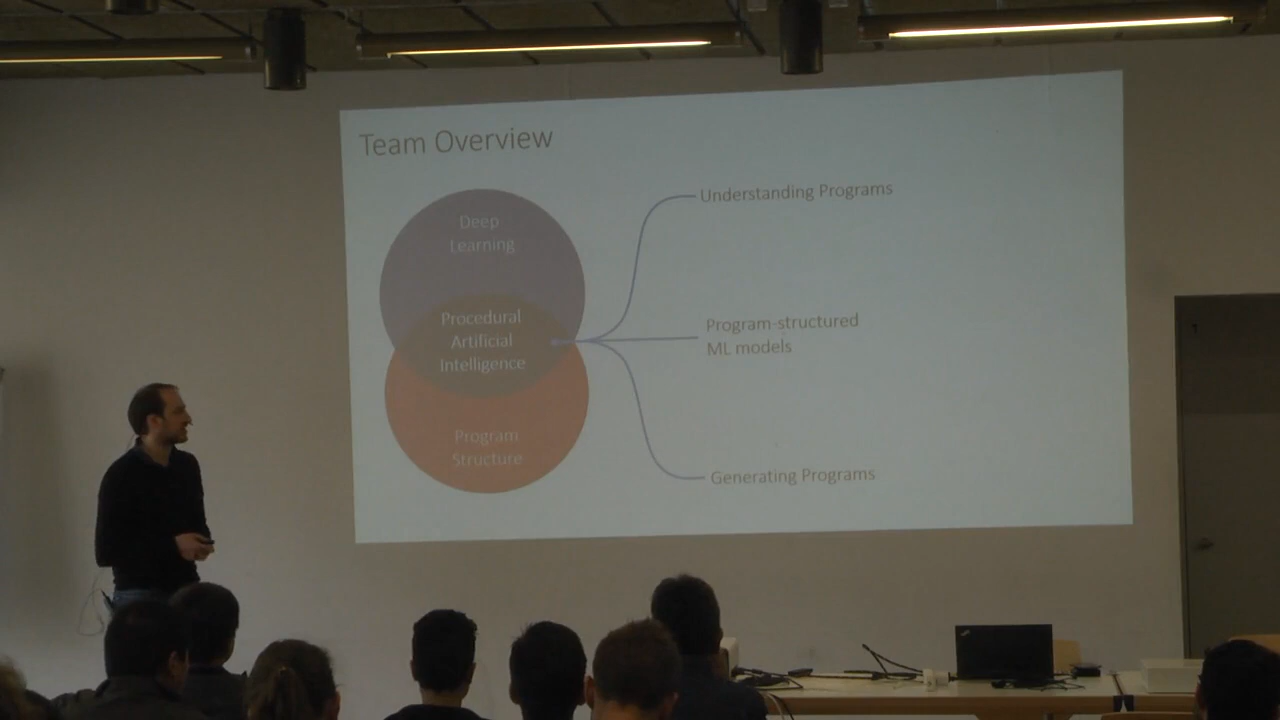 Team Overview
Deep
Learning
Procedural
Artificial
Intelligence
Program
Structure
Understanding Programs
Program-structured
ML models
Generating Programs